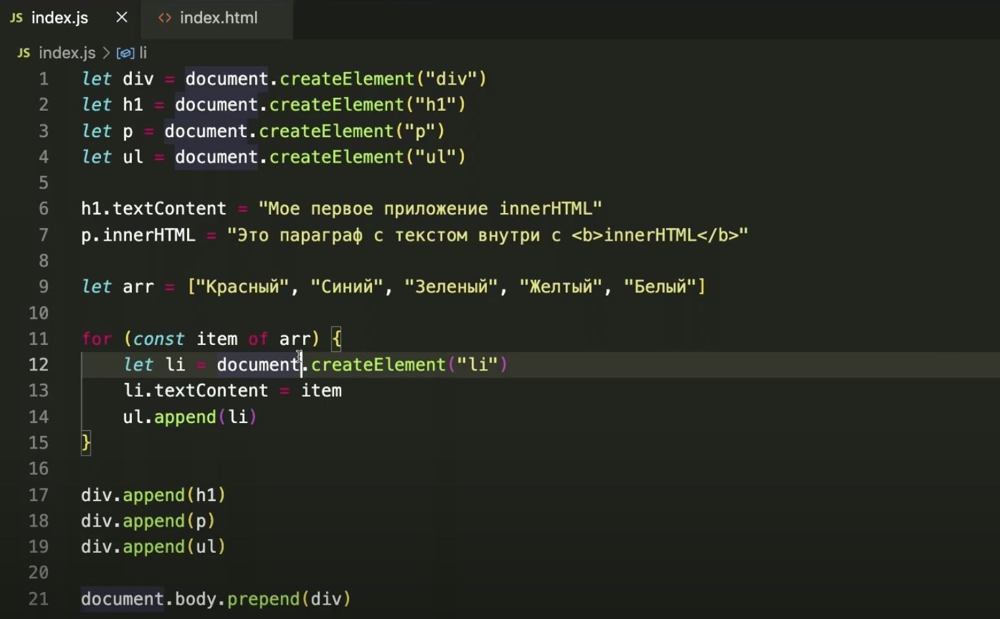 JS index.js × <> index.html
JS index.js > li
1 let div = document.createElement("div")
2 let h1 = document.createElement("h1")
3 let p = document.createElement("p")
4 let ul = document.createElement("ul")
5
6 h1.textContent = "Мое первое приложение innerHTML"
7 p.innerHTML = "Это параграф с текстом внутри с <b>innerHTML</b>"
8
9 let arr = ["Красный", "Синий", "Зеленый", "Желтый", "Белый"]
10
11 for (const item of arr) {
12 let li = document.createElement("li")
13 li.textContent = item
14 ul.append(li)
15 }
16
17 div.append(h1)
18 div.append(p)
19 div.append(ul)
20
21 document.body.prepend(div)